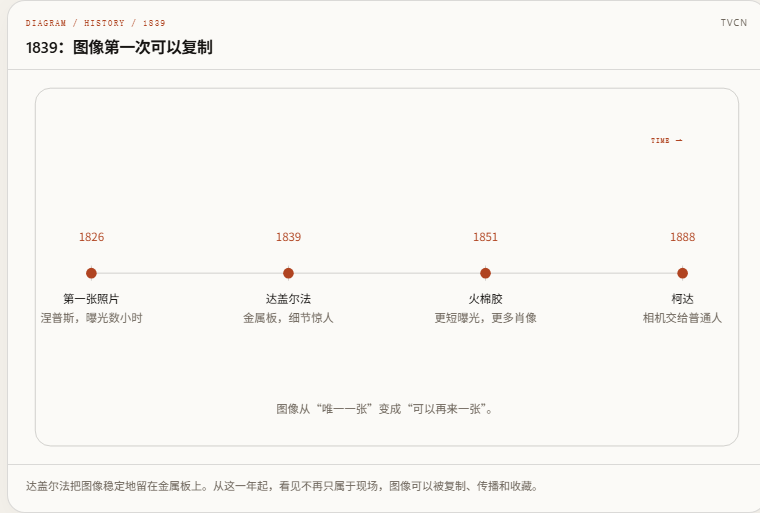 DIAGRAM / HISTORY / 1839
TVCN
1839：图像第一次可以复制
TIME →
1826
1839
1851
1888
第一张照片
达盖尔法
火棉胶
柯达
涅普斯，曝光数小时
金属板，细节惊人
更短曝光，更多肖像
相机交给普通人
图像从“唯一一张”变成“可以再来一张”。
达盖尔法把图像稳定地留在金属板上。从这一年起，看见不再只属于现场，图像可以被复制、传播和收藏。